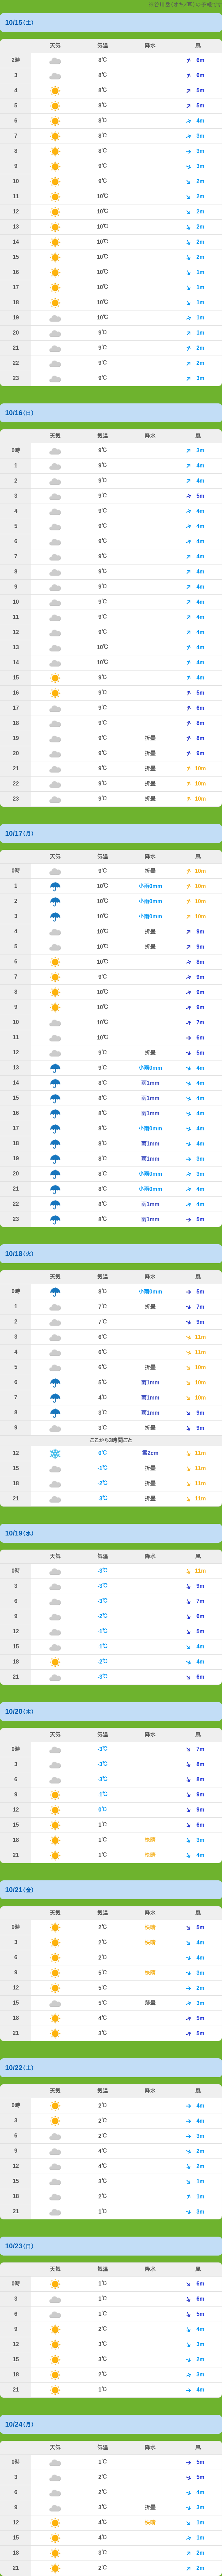 10/15(土)
天気 気温 降水 風
2時 8℃ 6m
3 8℃ 6m
4 8℃ 5m
5 8℃ 5m
6 8℃ 4m
7 8℃ 3m
8 8℃ 3m
9 9℃ 3m
10 9℃ 2m
11 10℃ 2m
12 10℃ 2m
13 10℃ 2m
14 10℃ 2m
15 10℃ 2m
16 10℃ 1m
17 10℃ 1m
18 10℃ 1m
19 10℃ 1m
20 9℃ 1m
21 9℃ 2m
22 9℃ 2m
23 9℃ 3m
10/16(日)
天気 気温 降水 風
0時 9℃ 3m
1 9℃ 4m
2 9℃ 4m
3 9℃ 5m
4 9℃ 4m
5 9℃ 4m
6 9℃ 4m
7 9℃ 4m
8 9℃ 4m
9 9℃ 4m
10 9℃ 4m
11 9℃ 4m
12 9℃ 4m
13 10℃ 4m
14 10℃ 4m
15 9℃ 4m
16 9℃ 5m
17 9℃ 6m
18 9℃ 8m
19 9℃ 折曇 8m
20 9℃ 折曇 9m
21 9℃ 折曇 10m
22 9℃ 折曇 10m
23 9℃ 折曇 10m
10/17(月)
天気 気温 降水 風
0時 9℃ 折曇 10m
1 10℃ 小雨0mm 10m
2 10℃ 小雨0mm 10m
3 10℃ 小雨0mm 10m
4 10℃ 折曇 9m
5 10℃ 折曇 9m
6 10℃ 8m
7 10℃ 9m
8 10℃ 9m
9 10℃ 9m
10 10℃ 7m
11 10℃ 6m
12 9℃ 折曇 5m
13 9℃ 小雨0mm 4m
14 8℃ 雨1mm 4m
15 8℃ 雨1mm 4m
16 8℃ 雨1mm 4m
17 8℃ 小雨0mm 4m
18 8℃ 雨1mm 4m
19 8℃ 雨1mm 3m
20 8℃ 小雨0mm 3m
21 8℃ 小雨0mm 4m
22 8℃ 雨1mm 4m
23 8℃ 雨1mm 5m
10/18(火)
天気 気温 降水 風
0時 8℃ 小雨0mm 5m
1 7℃ 折曇 7m
2 7℃ 9m
3 6℃ 11m
4 6℃ 11m
5 6℃ 折曇 10m
6 5℃ 雨1mm 10m
7 4℃ 雨1mm 10m
8 3℃ 雨1mm 9m
9 3℃ 折曇 9m
ここから3時間ごと
12 0℃ 雪2cm 11m
15 -1℃ 折曇 11m
18 -2℃ 折曇 11m
21 -3℃ 折曇 11m
10/19(水)
天気 気温 降水 風
0時 -3℃ 11m
3 -3℃ 9m
6 -3℃ 7m
9 -2℃ 6m
12 -1℃ 5m
15 -1℃ 4m
18 -2℃ 4m
21 -3℃ 6m
10/20(木)
天気 気温 降水 風
0時 -3℃ 7m
3 -3℃ 8m
6 -3℃ 8m
9 -1℃ 9m
12 0℃ 9m
15 1℃ 6m
18 1℃ 快晴 3m
21 1℃ 快晴 4m
10/21(金)
天気 気温 降水 風
0時 2℃ 快晴 5m
3 2℃ 快晴 4m
6 2℃ 4m
9 5℃ 快晴 3m
12 5℃ 2m
15 5℃ 薄曇 3m
18 4℃ 5m
21 3℃ 5m
10/22(土)
天気 気温 降水 風
0時 2℃ 4m
3 2℃ 4m
6 2℃ 3m
9 4℃ 2m
12 4℃ 2m
15 3℃ 1m
18 2℃ 1m
21 1℃ 3m
10/23(日)
天気 気温 降水 風
0時 1℃ 6m
3 1℃ 6m
6 1℃ 5m
9 2℃ 4m
12 3℃ 3m
15 3℃ 2m
18 2℃ 3m
21 1℃ 4m
10/24(月)
天気 気温 降水 風
0時 1℃ 5m
3 2℃ 5m
6 2℃ 4m
9 3℃ 折曇 3m
12 4℃ 快晴 1m
15 4℃ 1m
18 3℃ 2m
21 2℃ 2m